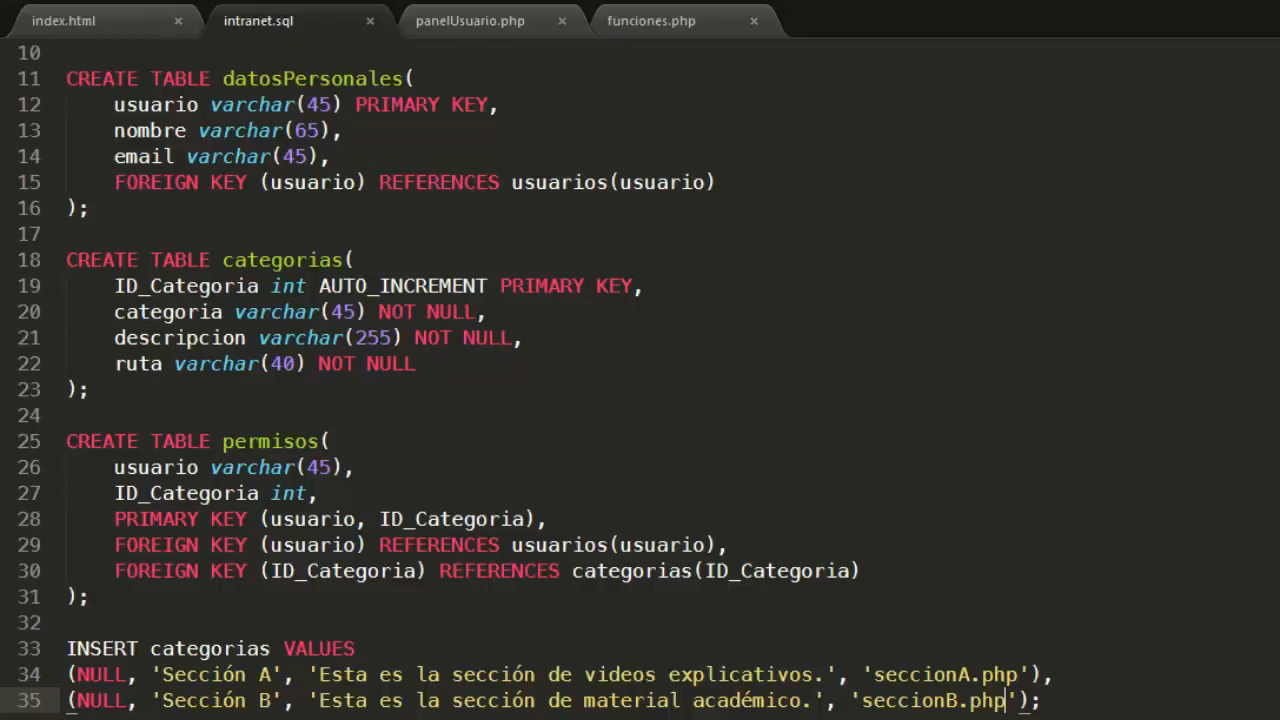 index.html × intranet.sql × panelUsuario.php × funciones.php ×
10
11 CREATE TABLE datosPersonales(
12 usuario varchar(45) PRIMARY KEY,
13 nombre varchar(65),
14 email varchar(45),
15 FOREIGN KEY (usuario) REFERENCES usuarios(usuario)
16 );
17
18 CREATE TABLE categorias(
19 ID_Categoria int AUTO_INCREMENT PRIMARY KEY,
20 categoria varchar(45) NOT NULL,
21 descripcion varchar(255) NOT NULL,
22 ruta varchar(40) NOT NULL
23 );
24
25 CREATE TABLE permisos(
26 usuario varchar(45),
27 ID_Categoria int,
28 PRIMARY KEY (usuario, ID_Categoria),
29 FOREIGN KEY (usuario) REFERENCES usuarios(usuario),
30 FOREIGN KEY (ID_Categoria) REFERENCES categorias(ID_Categoria)
31 );
32
33 INSERT categorias VALUES
34 (NULL, 'Sección A', 'Esta es la sección de videos explicativos.', 'seccionA.php'),
35 (NULL, 'Sección B', 'Esta es la sección de material académico.', 'seccionB.php');